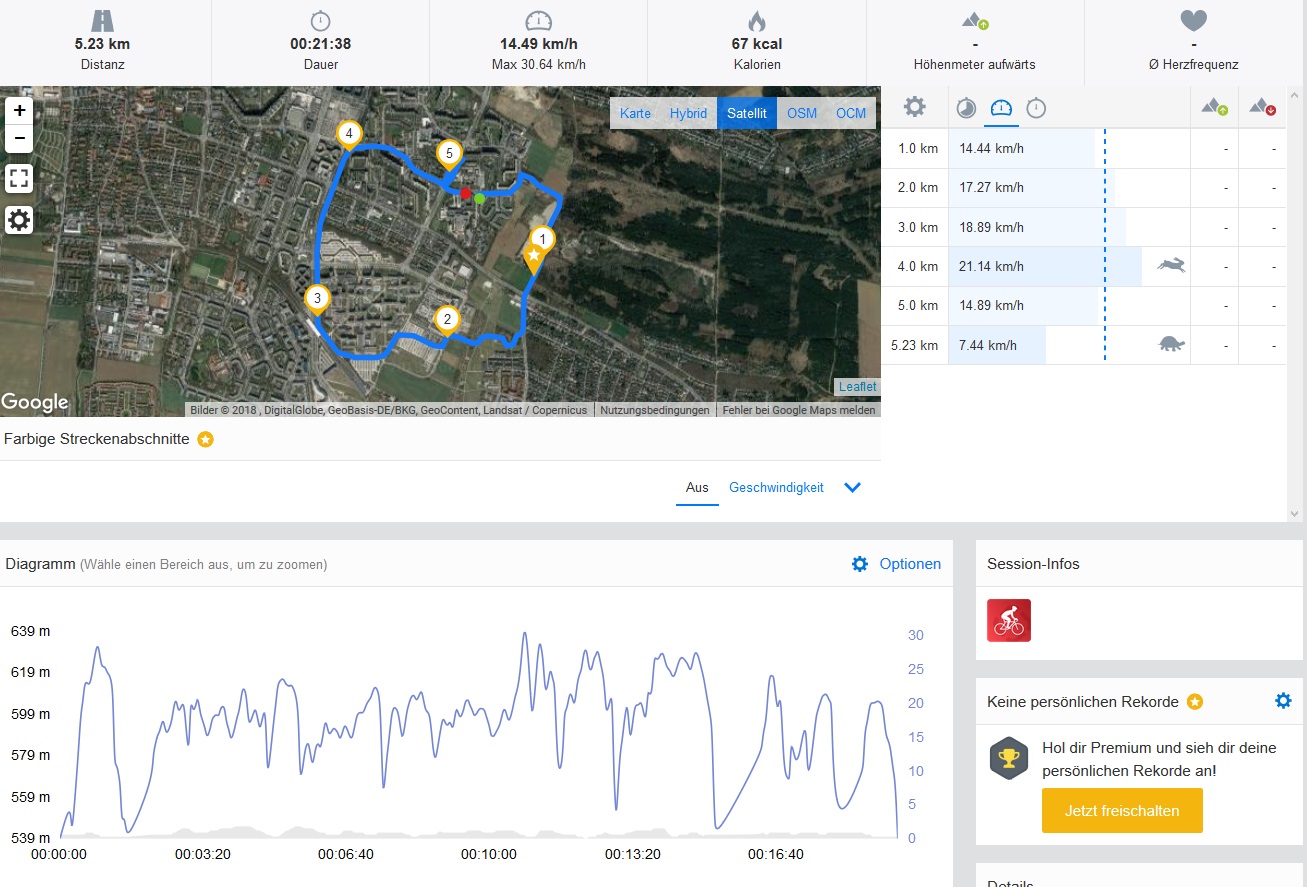 5.23 km
Distanz
00:21:38
Dauer
14.49 km/h
Max 30.64 km/h
67 kcal
Kalorien
-
Höhenmeter aufwärts
-
Ø Herzfrequenz
+
−
Karte
Hybrid
Satellit
OSM
OCM
4
5
1
3
2
Leaflet
Google
Bilder © 2018 , DigitalGlobe, GeoBasis-DE/BKG, GeoContent, Landsat / Copernicus
Nutzungsbedingungen
Fehler bei Google Maps melden
1.0 km 14.44 km/h - -
2.0 km 17.27 km/h - -
3.0 km 18.89 km/h - -
4.0 km 21.14 km/h - -
5.0 km 14.89 km/h - -
5.23 km 7.44 km/h - -
Farbige Streckenabschnitte
Aus
Geschwindigkeit
Diagramm (Wähle einen Bereich aus, um zu zoomen)
Optionen
639 m
619 m
599 m
579 m
559 m
539 m
30
25
20
15
10
5
0
00:00:00
00:03:20
00:06:40
00:10:00
00:13:20
00:16:40
Session-Infos
Keine persönlichen Rekorde
Hol dir Premium und sieh dir deine
persönlichen Rekorde an!
Jetzt freischalten
Details